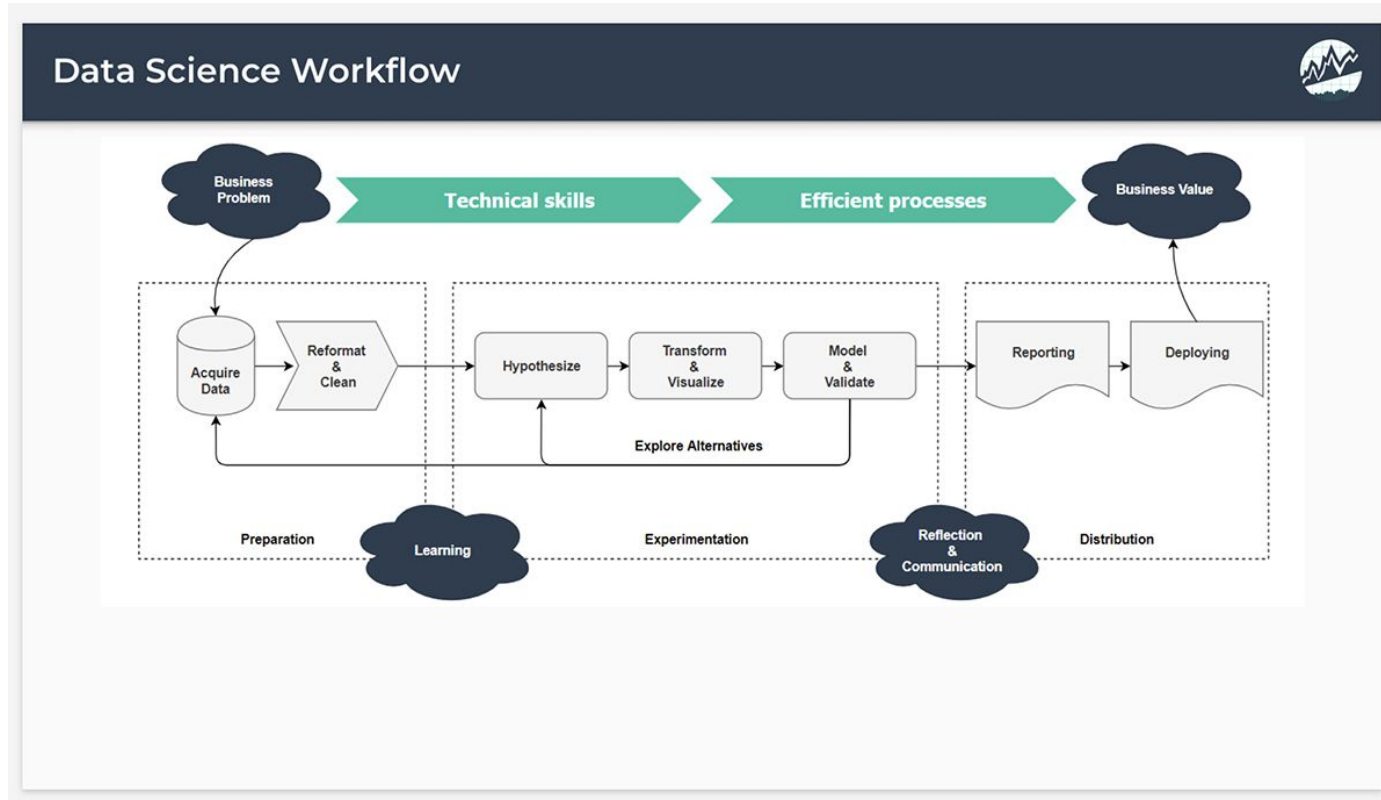 Data Science Workflow
Business
Problem
Technical skills
Efficient processes
Business Value
Acquire
Data
Reformat
&
Clean
Hypothesize
Transform
&
Visualize
Model
&
Validate
Reporting
Deploying
Explore Alternatives
Preparation
Learning
Experimentation
Reflection
&
Communication
Distribution